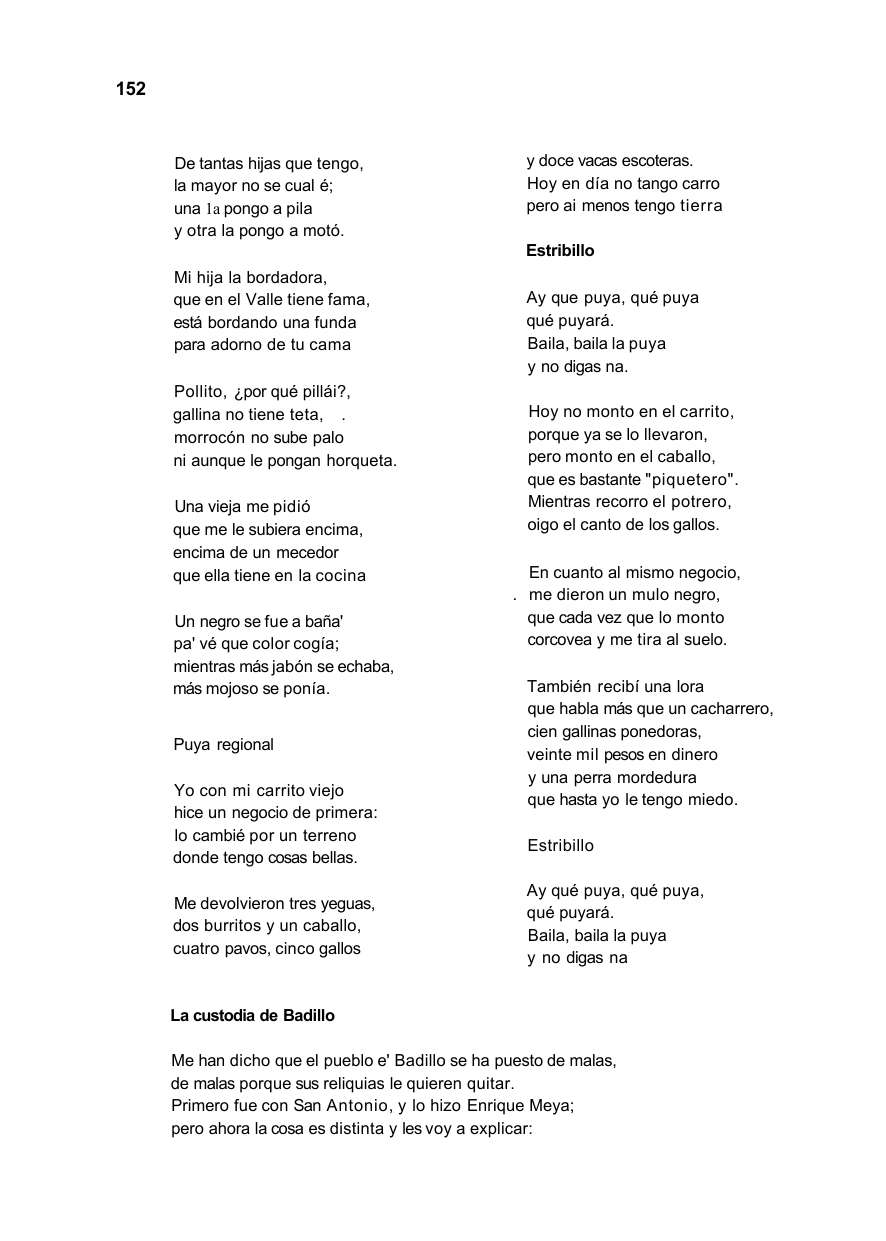 152
De tantas hijas que tengo,
la mayor no se cual é;
una 1a pongo a pila
y otra la pongo a motó.
Mi hija la bordadora,
que en el Valle tiene fama,
está bordando una funda
para adorno de tu cama
Pollito, ¿por qué pillái?,
gallina no tiene teta, .
morrocón no sube palo
ni aunque le pongan horqueta.
Una vieja me pidió
que me le subiera encima,
encima de un mecedor
que ella tiene en la cocina
Un negro se fue a baña'
pa' vé que color cogía;
mientras más jabón se echaba,
más mojoso se ponía.
Puya regional
Yo con mi carrito viejo
hice un negocio de primera:
lo cambié por un terreno
donde tengo cosas bellas.
Me devolvieron tres yeguas,
dos burritos y un caballo,
cuatro pavos, cinco gallos
y doce vacas escoteras.
Hoy en día no tango carro
pero ai menos tengo tierra
Estribillo
Ay que puya, qué puya
qué puyará.
Baila, baila la puya
y no digas na.
Hoy no monto en el carrito,
porque ya se lo llevaron,
pero monto en el caballo,
que es bastante "piquetero".
Mientras recorro el potrero,
oigo el canto de los gallos.
En cuanto al mismo negocio,
. me dieron un mulo negro,
que cada vez que lo monto
corcovea y me tira al suelo.
También recibí una lora
que habla más que un cacharrero,
cien gallinas ponedoras,
veinte mil pesos en dinero
y una perra mordedura
que hasta yo le tengo miedo.
Estribillo
Ay qué puya, qué puya,
qué puyará.
Baila, baila la puya
y no digas na
La custodia de Badillo
Me han dicho que el pueblo e' Badillo se ha puesto de malas,
de malas porque sus reliquias le quieren quitar.
Primero fue con San Antonio, y lo hizo Enrique Meya;
pero ahora la cosa es distinta y les voy a explicar: